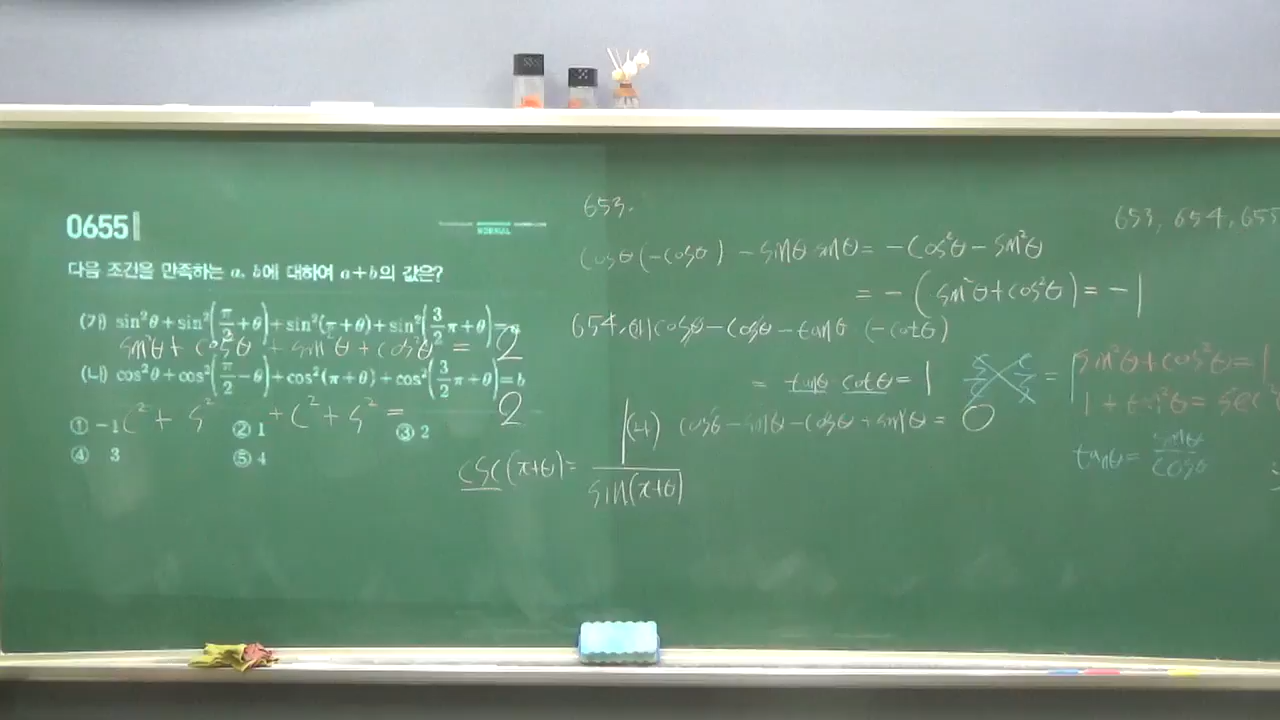 0655
NORMAL
다음 조건을 만족하는 a, b에 대하여 a+b의 값은?
(가) sin²θ+sin²(π/2+θ)+sin²(π+θ)+sin²(3/2π+θ)=a
sin²θ + cos²θ + sin²θ + cos²θ = 2
(나) cos²θ+cos²(π/2-θ)+cos²(π+θ)+cos²(3/2π+θ)=b
C² + S² + C² + S² = 2
① -1 ② 1 ③ 2
④ 3 ⑤ 4
653.
cosθ(-cosθ) - sinθ sinθ = -cos²θ - sin²θ
= -(sin²θ+cos²θ) = -1
654. (가) cosθ - cosθ - tanθ (-cotθ)
= tanθ cotθ = 1
(나) cosθ - sinθ - cosθ + sinθ = 0
csc(π+θ) = 1/sin(π+θ)
653, 654, 655
sin²θ+cos²θ=1
1+tan²θ=sec²
tanθ = sinθ/cosθ